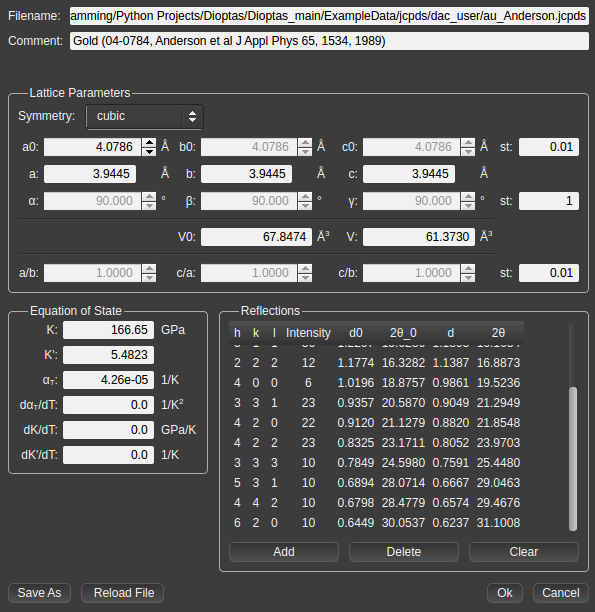 Filename: amming/Python Projects/Dioptas/Dioptas_main/ExampleData/jcpds/dac_user/au_Anderson.jcpds
Comment: Gold (04-0784, Anderson et al J Appl Phys 65, 1534, 1989)
Lattice Parameters
Symmetry: cubic
a0: 4.0786 Å b0: 4.0786 Å c0: 4.0786 Å st: 0.01
a: 3.9445 Å b: 3.9445 Å c: 3.9445 Å
α: 90.000 ° β: 90.000 ° γ: 90.000 ° st: 1
V0: 67.8474 Å³ V: 61.3730 Å³
a/b: 1.0000 c/a: 1.0000 c/b: 1.0000 st: 0.01
Equation of State
K: 166.65 GPa
K': 5.4823
α_T: 4.26e-05 1/K
dα_T/dT: 0.0 1/K²
dK/dT: 0.0 GPa/K
dK'/dT: 0.0 1/K
Reflections
h k l Intensity d0 2θ_0 d 2θ
2 2 2 12 1.1774 16.3282 1.1387 16.8873
4 0 0 6 1.0196 18.8757 0.9861 19.5236
3 3 1 23 0.9357 20.5870 0.9049 21.2949
4 2 0 22 0.9120 21.1279 0.8820 21.8548
4 2 2 23 0.8325 23.1711 0.8052 23.9703
3 3 3 10 0.7849 24.5980 0.7591 25.4480
5 3 1 10 0.6894 28.0714 0.6667 29.0463
4 4 2 10 0.6798 28.4779 0.6574 29.4676
6 2 0 10 0.6449 30.0537 0.6237 31.1008
Add Delete Clear
Save As Reload File Ok Cancel